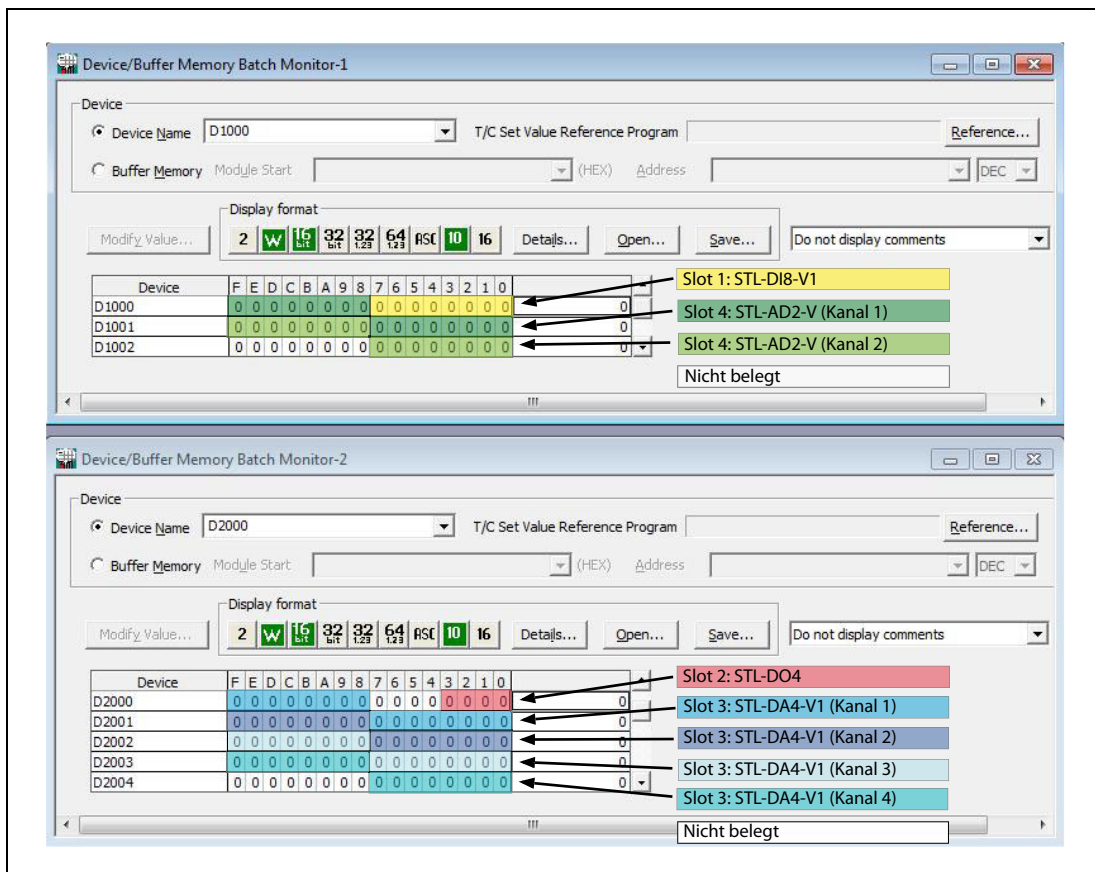 Device/Buffer Memory Batch Monitor-1
Device
Device Name D1000 T/C Set Value Reference Program Reference...
Buffer Memory Module Start (HEX) Address DEC
Display format
Modify Value... 2 W 16 bit 32 bit 32 1.23 64 1.23 ASC 10 16 Details... Open... Save... Do not display comments
Device F E D C B A 9 8 7 6 5 4 3 2 1 0 Slot 1: STL-DI8-V1
D1000 0 0 0 0 0 0 0 0 0 0 0 0 0 0 0 0 0 Slot 4: STL-AD2-V (Kanal 1)
D1001 0 0 0 0 0 0 0 0 0 0 0 0 0 0 0 0 0
D1002 0 0 0 0 0 0 0 0 0 0 0 0 0 0 0 0 0 Slot 4: STL-AD2-V (Kanal 2)
Nicht belegt
Device/Buffer Memory Batch Monitor-2
Device
Device Name D2000 T/C Set Value Reference Program Reference...
Buffer Memory Module Start (HEX) Address DEC
Display format
Modify Value... 2 W 16 bit 32 bit 32 1.23 64 1.23 ASC 10 16 Details... Open... Save... Do not display comments
Device F E D C B A 9 8 7 6 5 4 3 2 1 0 Slot 2: STL-DO4
D2000 0 0 0 0 0 0 0 0 0 0 0 0 0 0 0 0 0 Slot 3: STL-DA4-V1 (Kanal 1)
D2001 0 0 0 0 0 0 0 0 0 0 0 0 0 0 0 0 0
D2002 0 0 0 0 0 0 0 0 0 0 0 0 0 0 0 0 0 Slot 3: STL-DA4-V1 (Kanal 2)
D2003 0 0 0 0 0 0 0 0 0 0 0 0 0 0 0 0 0 Slot 3: STL-DA4-V1 (Kanal 3)
D2004 0 0 0 0 0 0 0 0 0 0 0 0 0 0 0 0 0 Slot 3: STL-DA4-V1 (Kanal 4)
Nicht belegt